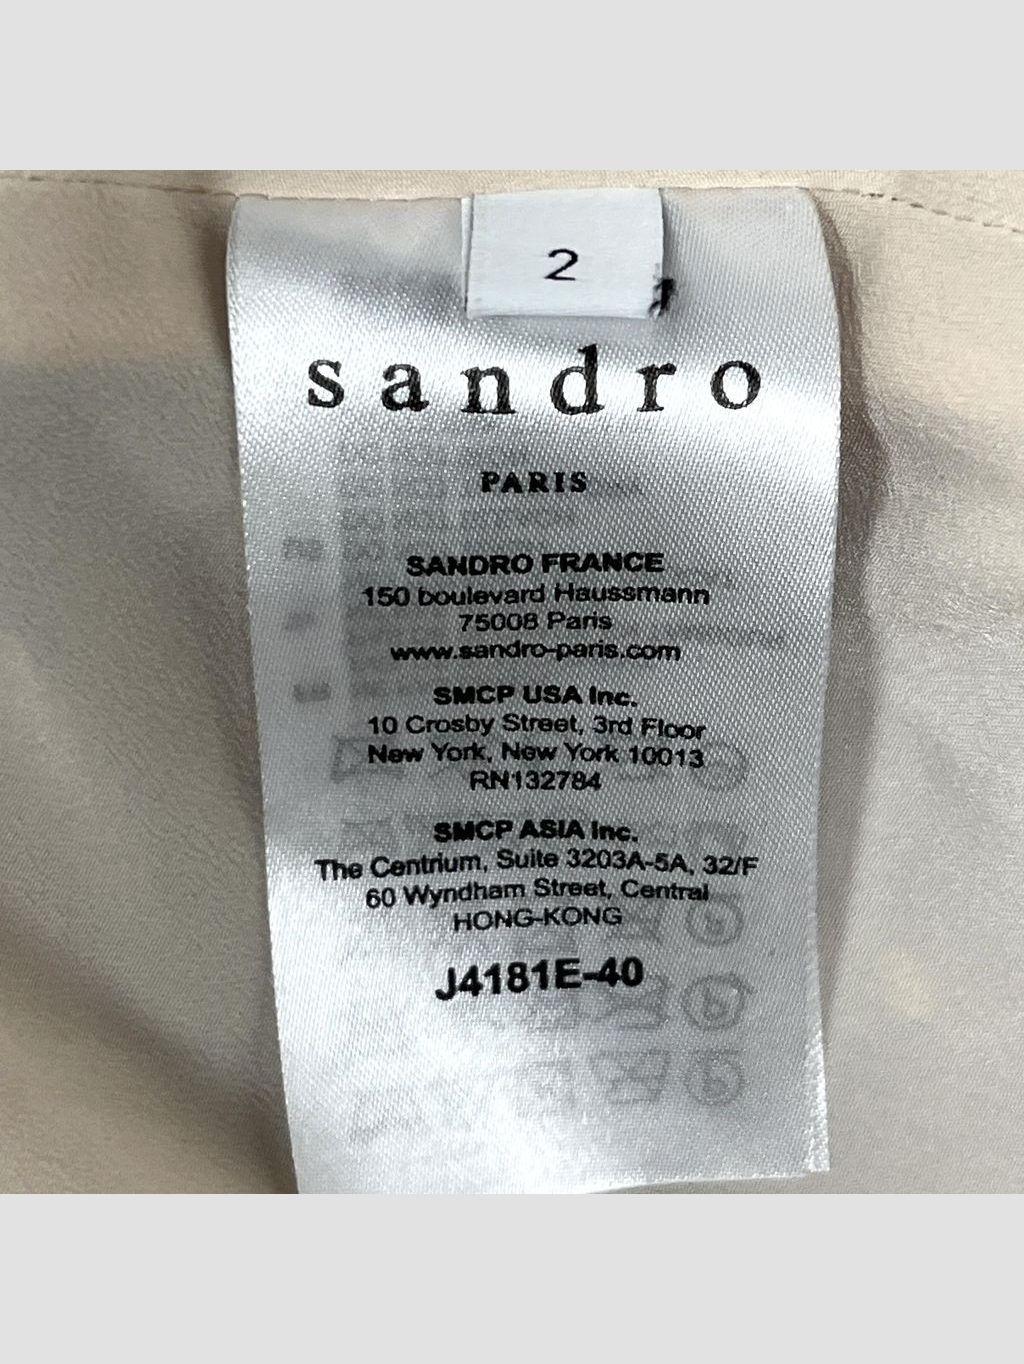 2
sandro
PARIS
SANDRO FRANCE
150 boulevard Haussmann
75008 Paris
www.sandro-paris.com
SMCP USA Inc.
10 Crosby Street, 3rd Floor
New York, New York 10013
RN132784
SMCP ASIA Inc.
The Centrium, Suite 3203A-5A, 32/F
60 Wyndham Street, Central
HONG-KONG
J4181E-40